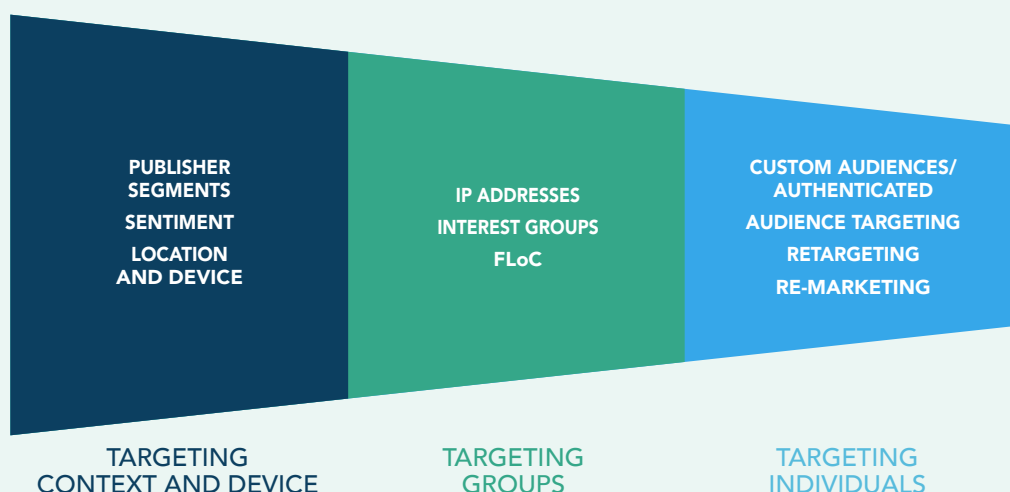 PUBLISHER
SEGMENTS
SENTIMENT
LOCATION
AND DEVICE
IP ADDRESSES
INTEREST GROUPS
FLoC
CUSTOM AUDIENCES/
AUTHENTICATED
AUDIENCE TARGETING
RETARGETING
RE-MARKETING
TARGETING
CONTEXT AND DEVICE
TARGETING
GROUPS
TARGETING
INDIVIDUALS